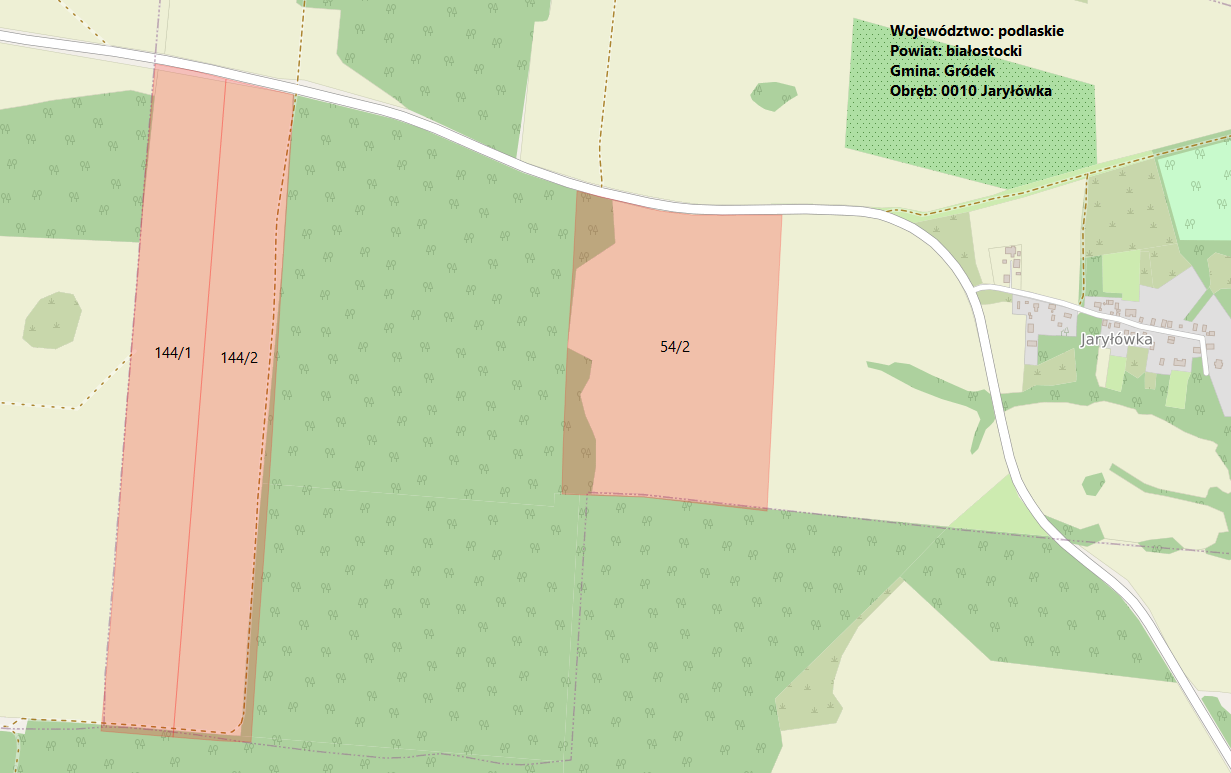 Województwo: podlaskie
Powiat: białostocki
Gmina: Gródek
Obręb: 0010 Jaryłówka
Jaryłówka
54/2
144/1
144/2